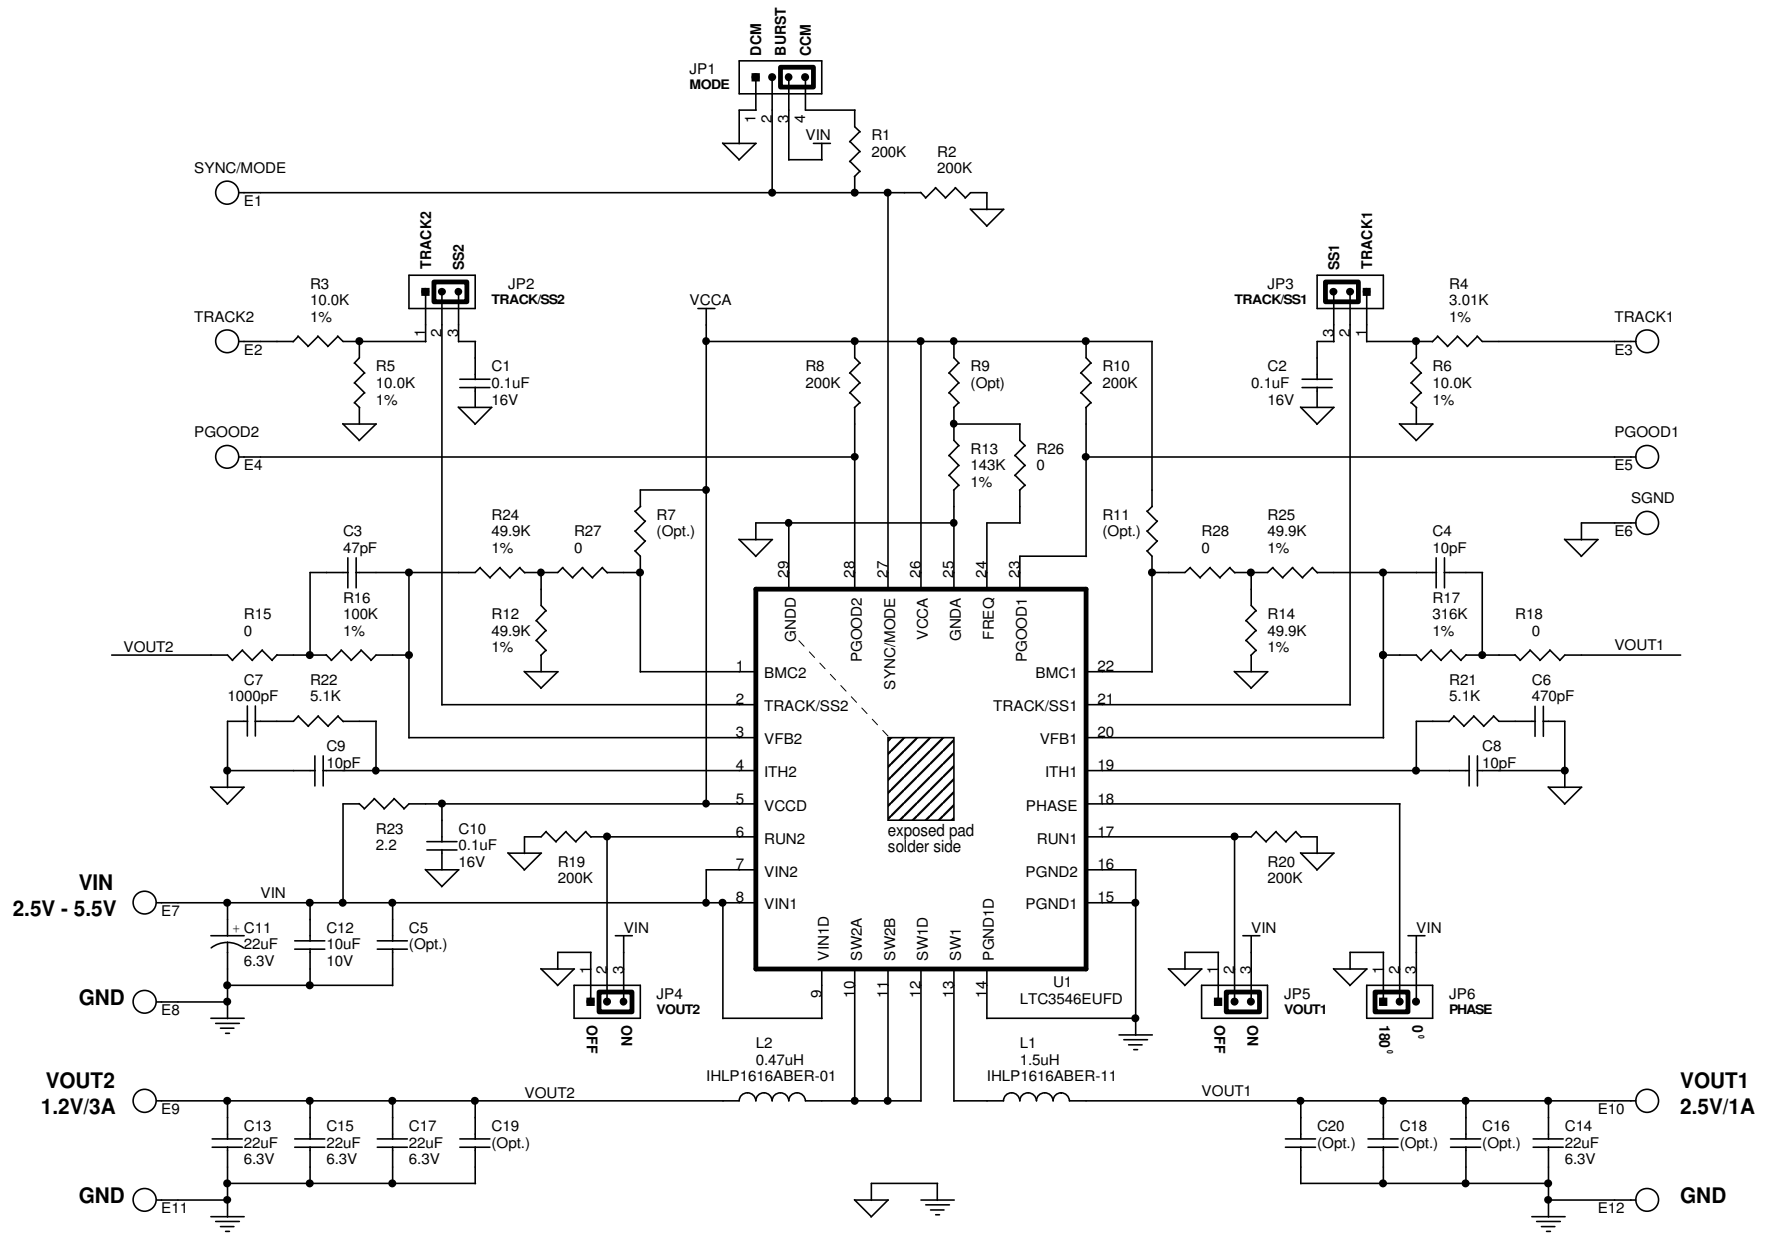 DCM
BURST
CCM
JP1
MODE
1
2
3
4
VIN
R1
200K
R2
200K
SYNC/MODE
E1
TRACK2
SS2
JP2
TRACK/SS2
1
2
3
SS1
TRACK1
JP3
TRACK/SS1
3
2
1
R3
10.0K
1%
R4
3.01K
1%
VCCA
TRACK2
E2
TRACK1
E3
R5
10.0K
1%
C1
0.1uF
16V
R8
200K
R9
(Opt)
R10
200K
C2
0.1uF
16V
R6
10.0K
1%
PGOOD2
E4
PGOOD1
E5
R13
143K
1%
R26
0
SGND
E6
C3
47pF
R24
49.9K
1%
R27
0
R7
(Opt.)
R11
(Opt.)
R28
0
R25
49.9K
1%
C4
10pF
29
28
27
26
25
24
23
GNDD
PGOOD2
SYNC/MODE
VCCA
GNDA
FREQ
PGOOD1
R15
0
R16
100K
1%
R12
49.9K
1%
R14
49.9K
1%
R17
316K
1%
R18
0
VOUT2
VOUT1
1
BMC2
BMC1
22
C7
1000pF
R22
5.1K
R21
5.1K
C6
470pF
2
TRACK/SS2
TRACK/SS1
21
3
VFB2
VFB1
20
C9
10pF
C8
10pF
4
ITH2
ITH1
19
5
VCCD
PHASE
18
R23
2.2
C10
0.1uF
16V
exposed pad
solder side
6
RUN2
RUN1
17
R19
200K
R20
200K
7
VIN2
PGND2
16
8
VIN1
PGND1
15
VIN
2.5V - 5.5V
E7
VIN
C11
+
22uF
6.3V
C12
10uF
10V
C5
(Opt.)
GND
E8
VIN1D
SW2A
SW2B
SW1D
SW1
PGND1D
9
10
11
12
13
14
U1
LTC3546EUFD
VIN
1
2
3
JP4
VOUT2
OFF
ON
VIN
1
2
3
JP5
VOUT1
OFF
ON
VIN
1
2
3
JP6
PHASE
180°
0°
L2
0.47uH
IHLP1616ABER-01
L1
1.5uH
IHLP1616ABER-11
VOUT2
1.2V/3A
E9
VOUT2
VOUT1
E10
VOUT1
2.5V/1A
C13
22uF
6.3V
C15
22uF
6.3V
C17
22uF
6.3V
C19
(Opt.)
C20
(Opt.)
C18
(Opt.)
C16
(Opt.)
C14
22uF
6.3V
GND
E11
E12
GND